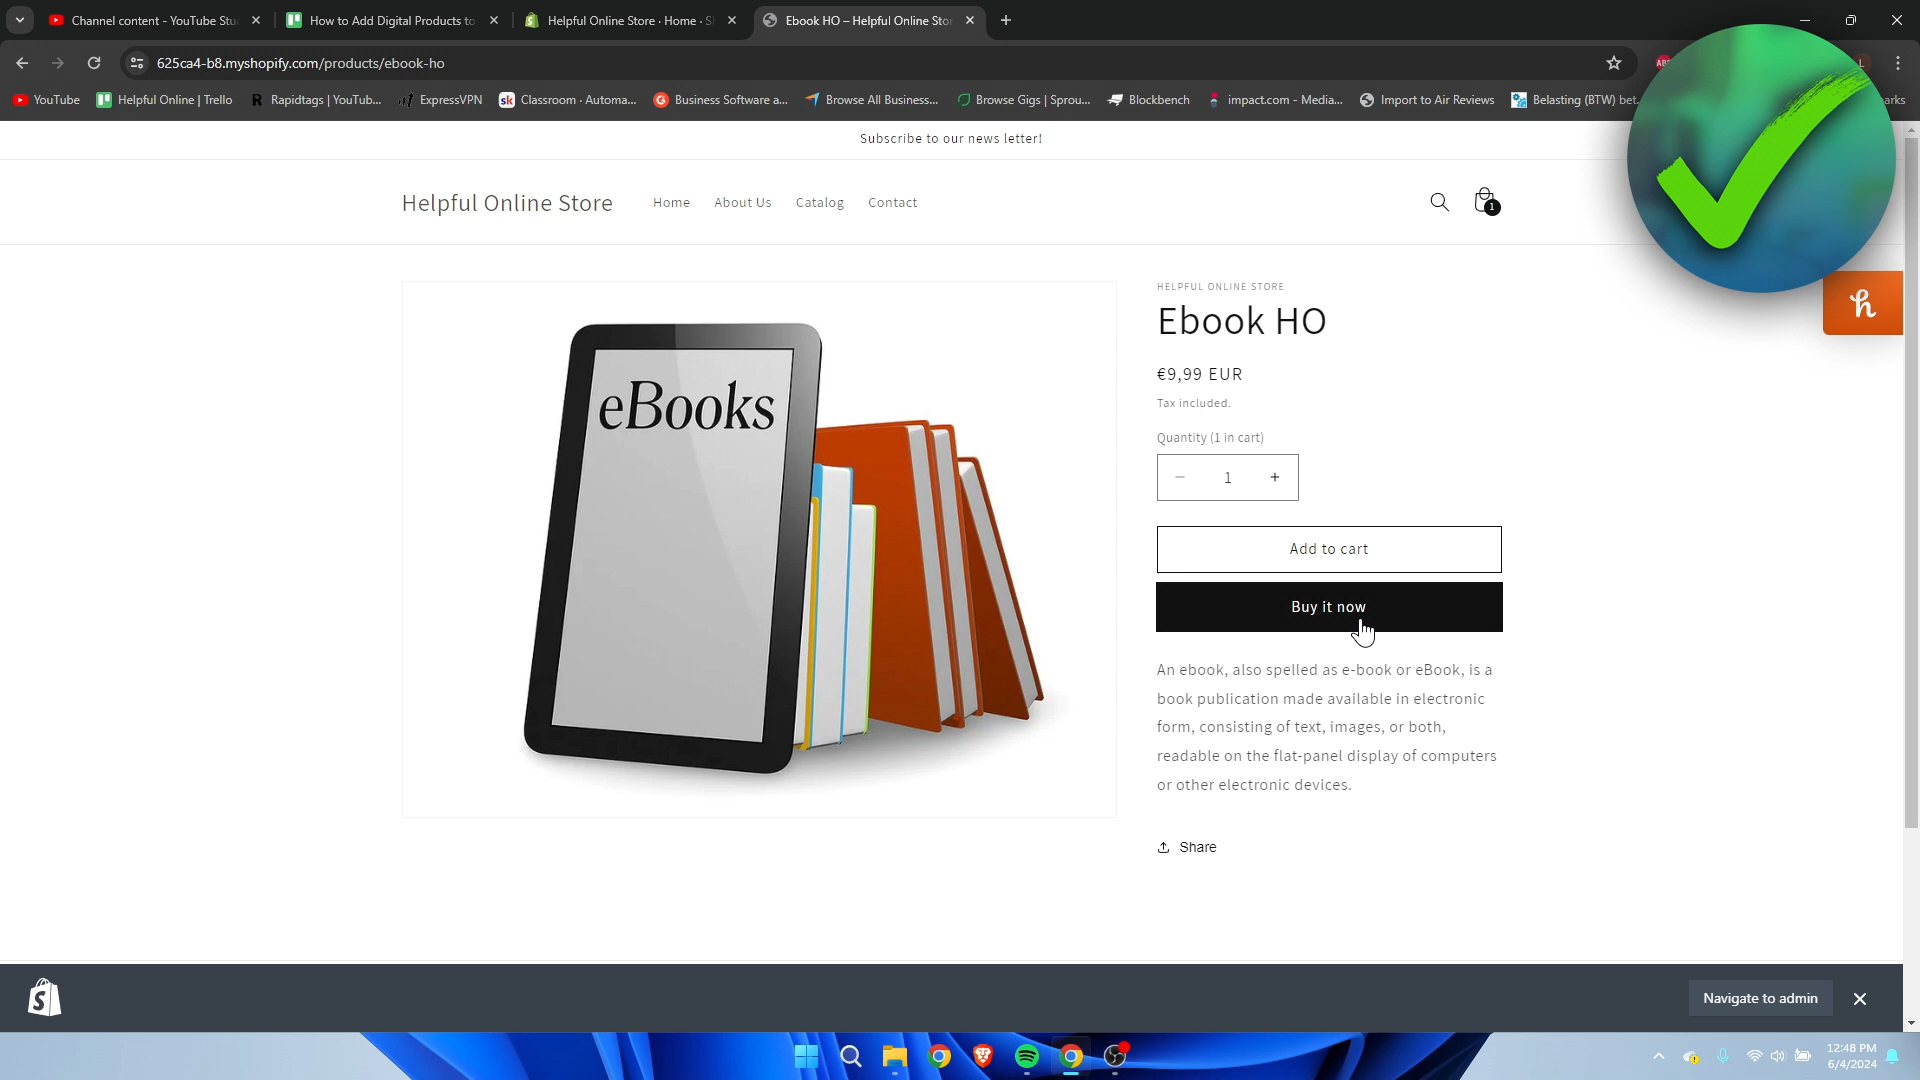 Channel content - YouTube Stu
How to Add Digital Products to
Helpful Online Store · Home · S
Ebook HO – Helpful Online Stor
625ca4-b8.myshopify.com/products/ebook-ho
YouTube
Helpful Online | Trello
Rapidtags | YouTub...
ExpressVPN
Classroom - Automa...
Business Software a...
Browse All Business...
Browse Gigs | Sprou...
Blockbench
impact.com - Media...
Import to Air Reviews
Belasting (BTW) bet.
arks
Subscribe to our news letter!
Helpful Online Store
Home
About Us
Catalog
Contact
1
HELPFUL ONLINE STORE
Ebook HO
€9,99 EUR
Tax included.
Quantity (1 in cart)
− 1 +
Add to cart
Buy it now
An ebook, also spelled as e-book or eBook, is a
book publication made available in electronic
form, consisting of text, images, or both,
readable on the flat-panel display of computers
or other electronic devices.
Share
eBooks
h
Navigate to admin
12:48 PM
6/4/2024